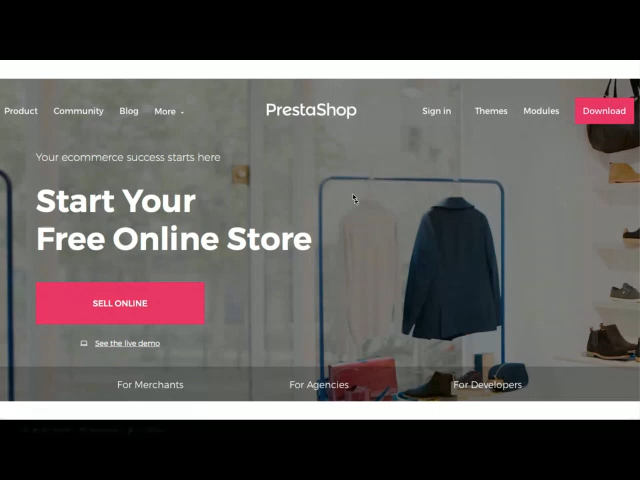 Product Community Blog More PrestaShop Sign in Themes Modules Download
Your ecommerce success starts here
Start Your
Free Online Store
SELL ONLINE
See the live demo
For Merchants For Agencies For Developers